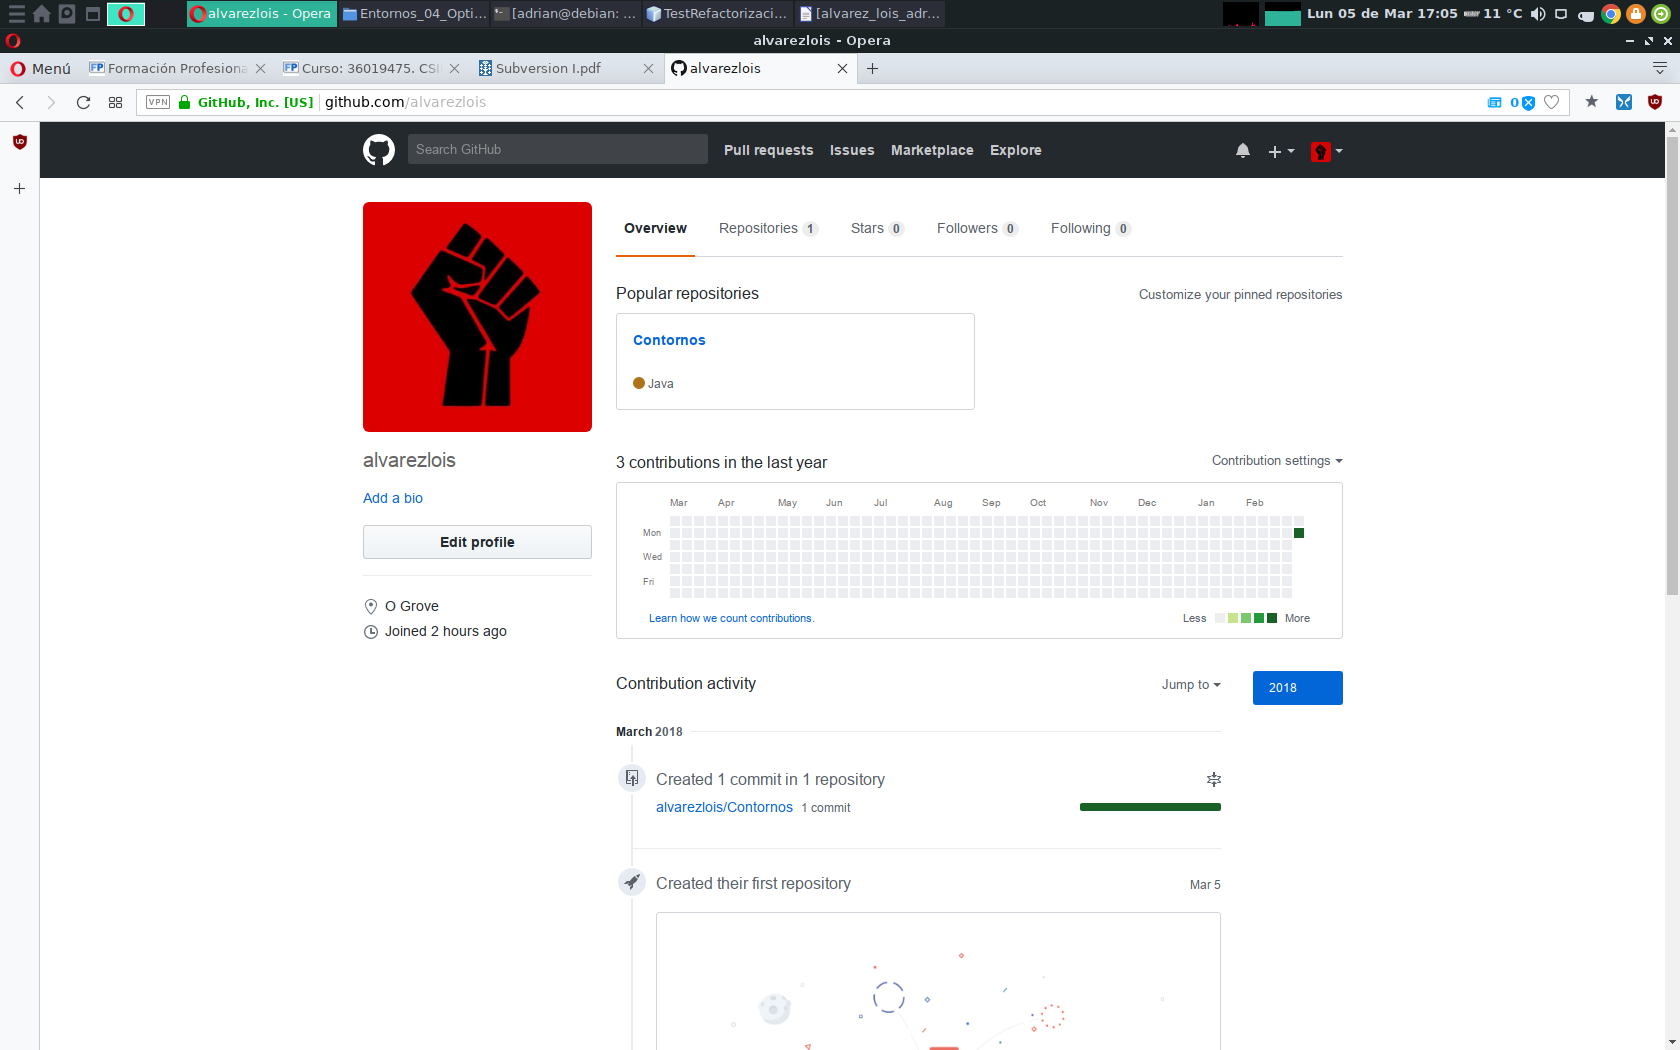 alvarezlois - Opera
Entornos_04_Opti...
[adrian@debian: ...
TestRefactorizaci...
[alvarez_lois_adr...
Lun 05 de Mar 17:05
11 °C
alvarezlois - Opera
Menú
Formación Profesiona
Curso: 36019475. CSI
Subversion I.pdf
alvarezlois
VPN
GitHub, Inc. [US]
github.com/alvarezlois
0
Search GitHub
Pull requests
Issues
Marketplace
Explore
Overview
Repositories 1
Stars 0
Followers 0
Following 0
Popular repositories
Customize your pinned repositories
Contornos
Java
alvarezlois
Add a bio
Edit profile
O Grove
Joined 2 hours ago
3 contributions in the last year
Contribution settings
Mar Apr May Jun Jul Aug Sep Oct Nov Dec Jan Feb
Mon
Wed
Fri
Learn how we count contributions.
Less
More
Contribution activity
Jump to
2018
March 2018
Created 1 commit in 1 repository
alvarezlois/Contornos 1 commit
Created their first repository
Mar 5